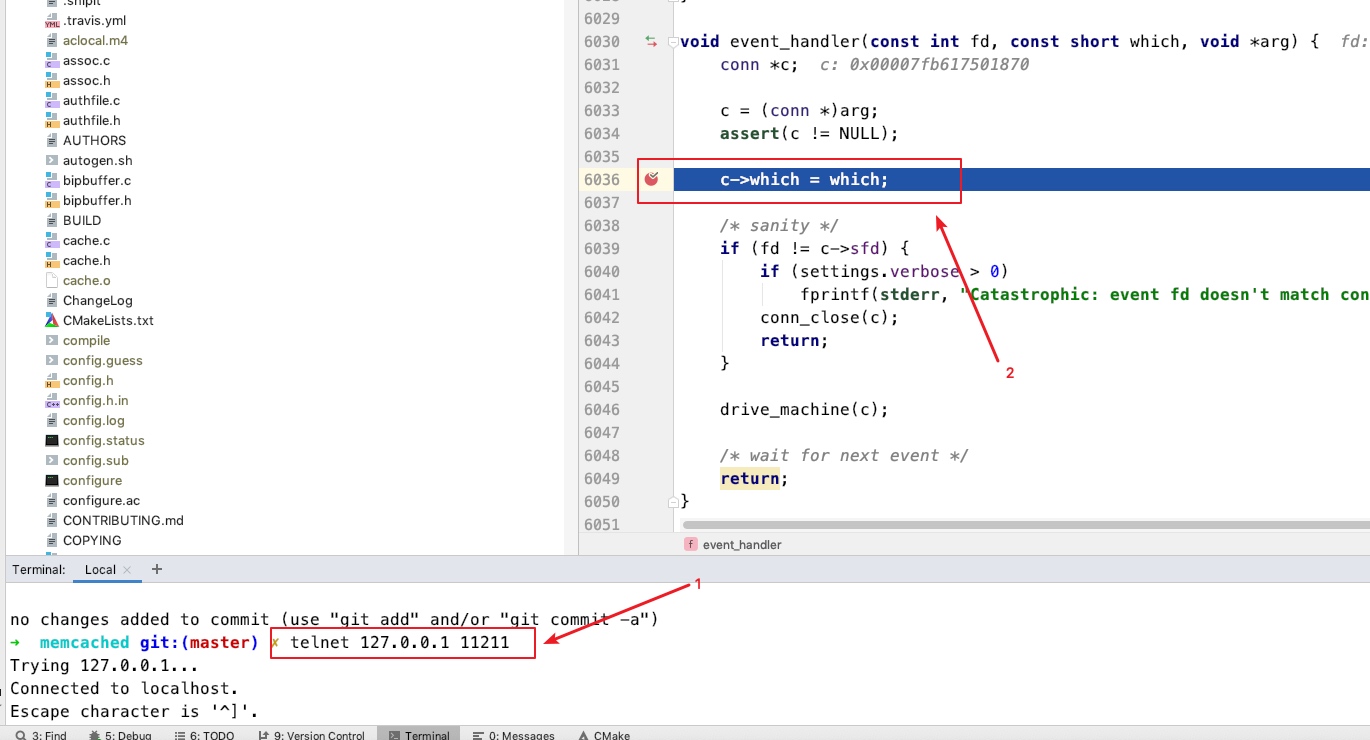 .shipit
.travis.yml
aclocal.m4
assoc.c
assoc.h
authfile.c
authfile.h
AUTHORS
autogen.sh
bipbuffer.c
bipbuffer.h
BUILD
cache.c
cache.h
cache.o
ChangeLog
CMakeLists.txt
compile
config.guess
config.h
config.h.in
config.log
config.status
config.sub
configure
configure.ac
CONTRIBUTING.md
COPYING
6029
6030 void event_handler(const int fd, const short which, void *arg) { fd:
6031 conn *c; c: 0x00007fb617501870
6032
6033 c = (conn *)arg;
6034 assert(c != NULL);
6035
6036 c->which = which;
6037
6038 /* sanity */
6039 if (fd != c->sfd) {
6040 if (settings.verbose > 0)
6041 fprintf(stderr, "Catastrophic: event fd doesn't match con
6042 conn_close(c);
6043 return;
6044 }
6045
6046 drive_machine(c);
6047
6048 /* wait for next event */
6049 return;
6050 }
6051
2
f event_handler
Terminal: Local × +
1
no changes added to commit (use "git add" and/or "git commit -a")
→ memcached git:(master) ✗ telnet 127.0.0.1 11211
Trying 127.0.0.1...
Connected to localhost.
Escape character is '^]'.
3: Find 5: Debug 6: TODO 9: Version Control Terminal 0: Messages CMake